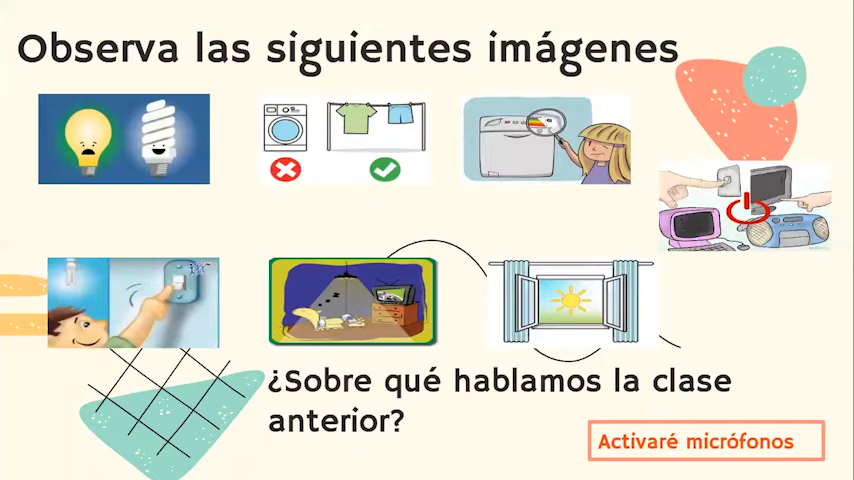 Observa las siguientes imágenes
¿Sobre qué hablamos la clase
anterior?
Activaré micrófonos